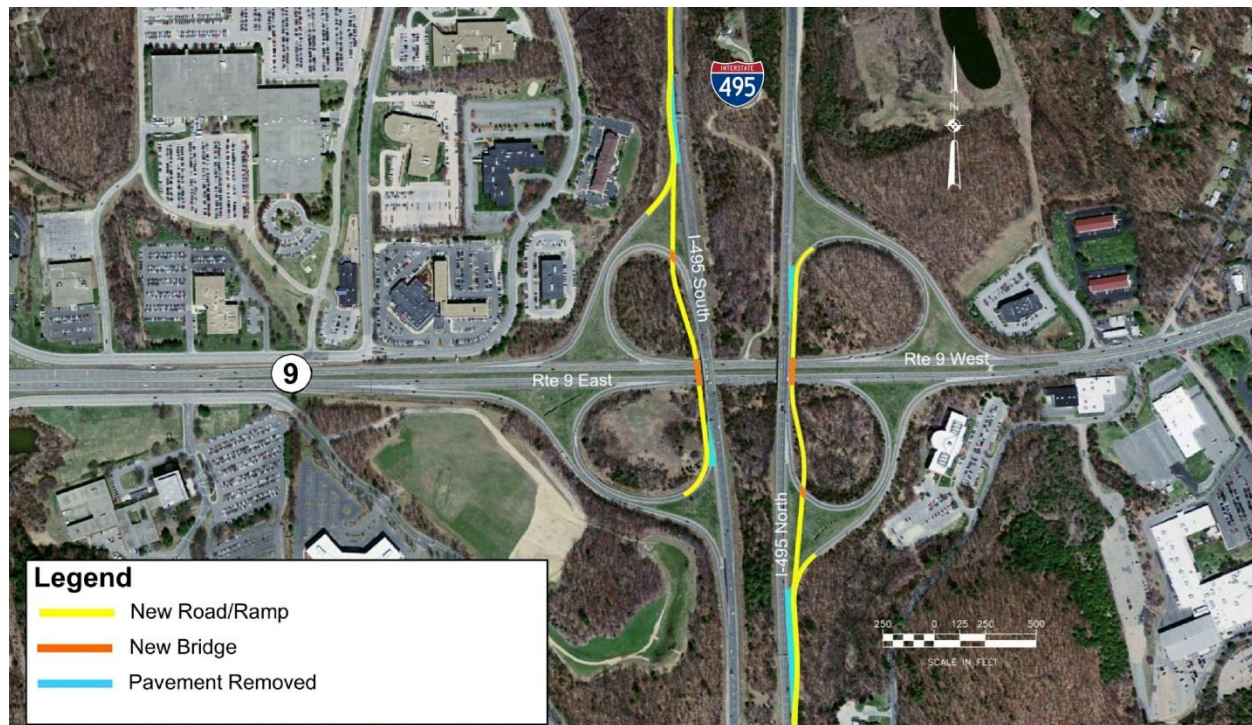 INTERSTATE
495
N
I-495 South
Rte 9 West
9
Rte 9 East
I-495 North
Legend
New Road/Ramp
New Bridge
Pavement Removed
250 0 125 250 500
SCALE IN FEET